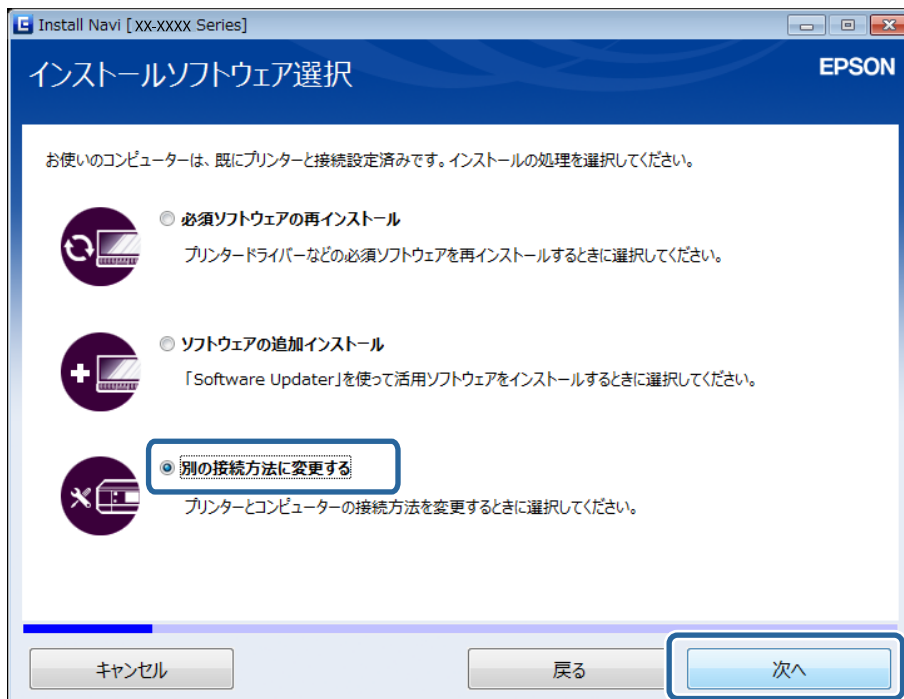 Install Navi [XX-XXXX Series]
インストールソフトウェア選択
EPSON
お使いのコンピューターは、既にプリンターと接続設定済みです。インストールの処理を選択してください。
必須ソフトウェアの再インストール
プリンタードライバーなどの必須ソフトウェアを再インストールするときに選択してください。
ソフトウェアの追加インストール
「Software Updater」を使って活用ソフトウェアをインストールするときに選択してください。
別の接続方法に変更する
プリンターとコンピューターの接続方法を変更するときに選択してください。
キャンセル
戻る
次へ